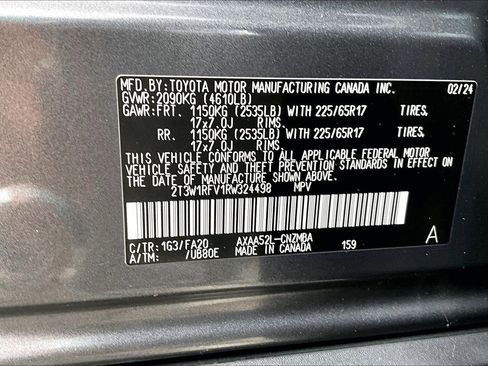 MFD.BY:TOYOTA MOTOR MANUFACTURING CANADA INC. 02/24
GVWR:2090KG (4610LB)
GAWR:FRT. 1150KG (2535LB) WITH 225/65R17 TIRES,
17x7.0J RIMS.
RR. 1150KG (2535LB) WITH 225/65R17 TIRES,
17x7.0J RIMS.
THIS VEHICLE CONFORMS TO ALL APPLICABLE FEDERAL MOTOR
VEHICLE SAFETY AND THEFT PREVENTION STANDARDS IN EFFECT ON
THE DATE OF MANUFACTURE SHOWN ABOVE.
2T3W1RFV1RW324498 MPV
C/TR:1G3/FA20 AXAA52L-CNZMBA 159 A
A/TM: /UB80E MADE IN CANADA